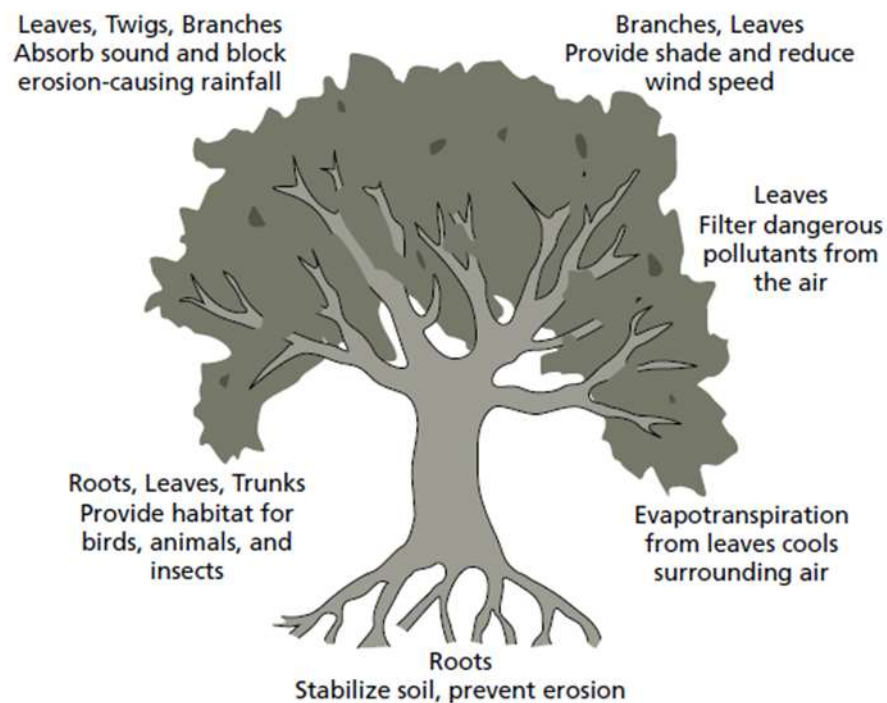 Leaves, Twigs, Branches
Absorb sound and block
erosion-causing rainfall
Branches, Leaves
Provide shade and reduce
wind speed
Leaves
Filter dangerous
pollutants from
the air
Roots, Leaves, Trunks
Provide habitat for
birds, animals, and
insects
Evapotranspiration
from leaves cools
surrounding air
Roots
Stabilize soil, prevent erosion